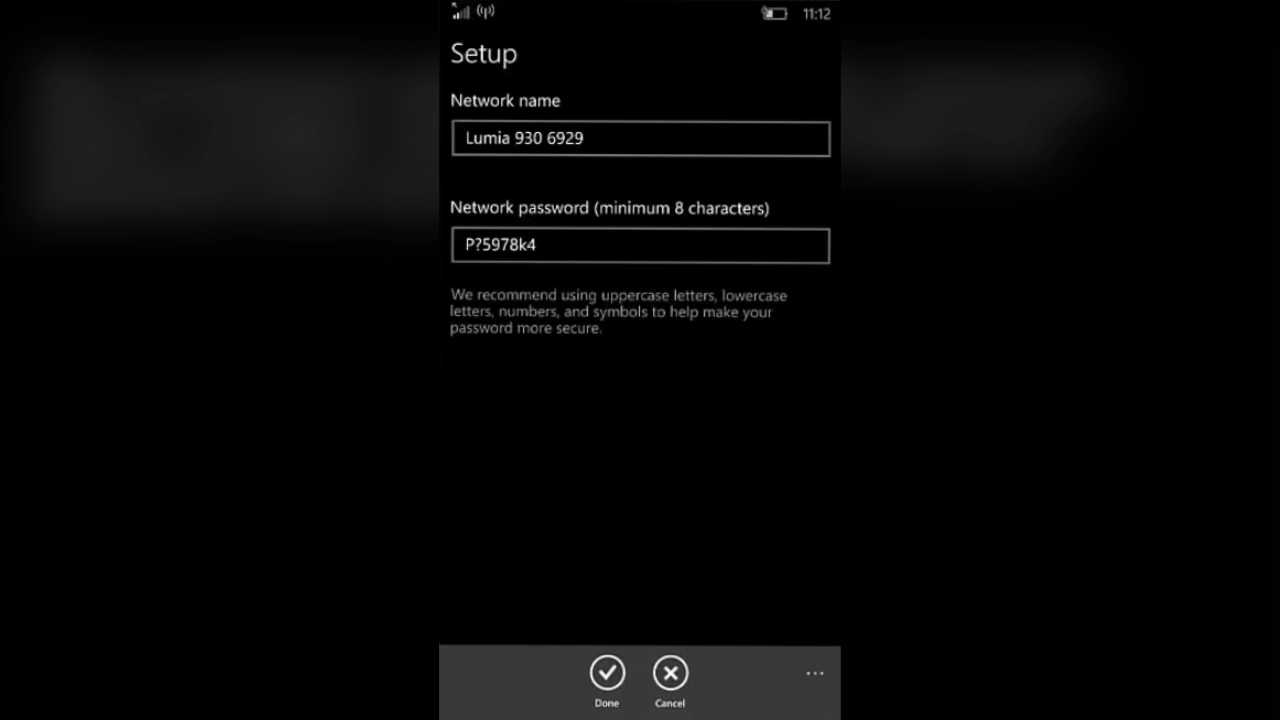 11:12
Setup
Network name
Lumia 930 6929
Network password (minimum 8 characters)
P?5978k4
We recommend using uppercase letters, lowercase
letters, numbers, and symbols to help make your
password more secure.
Done
Cancel